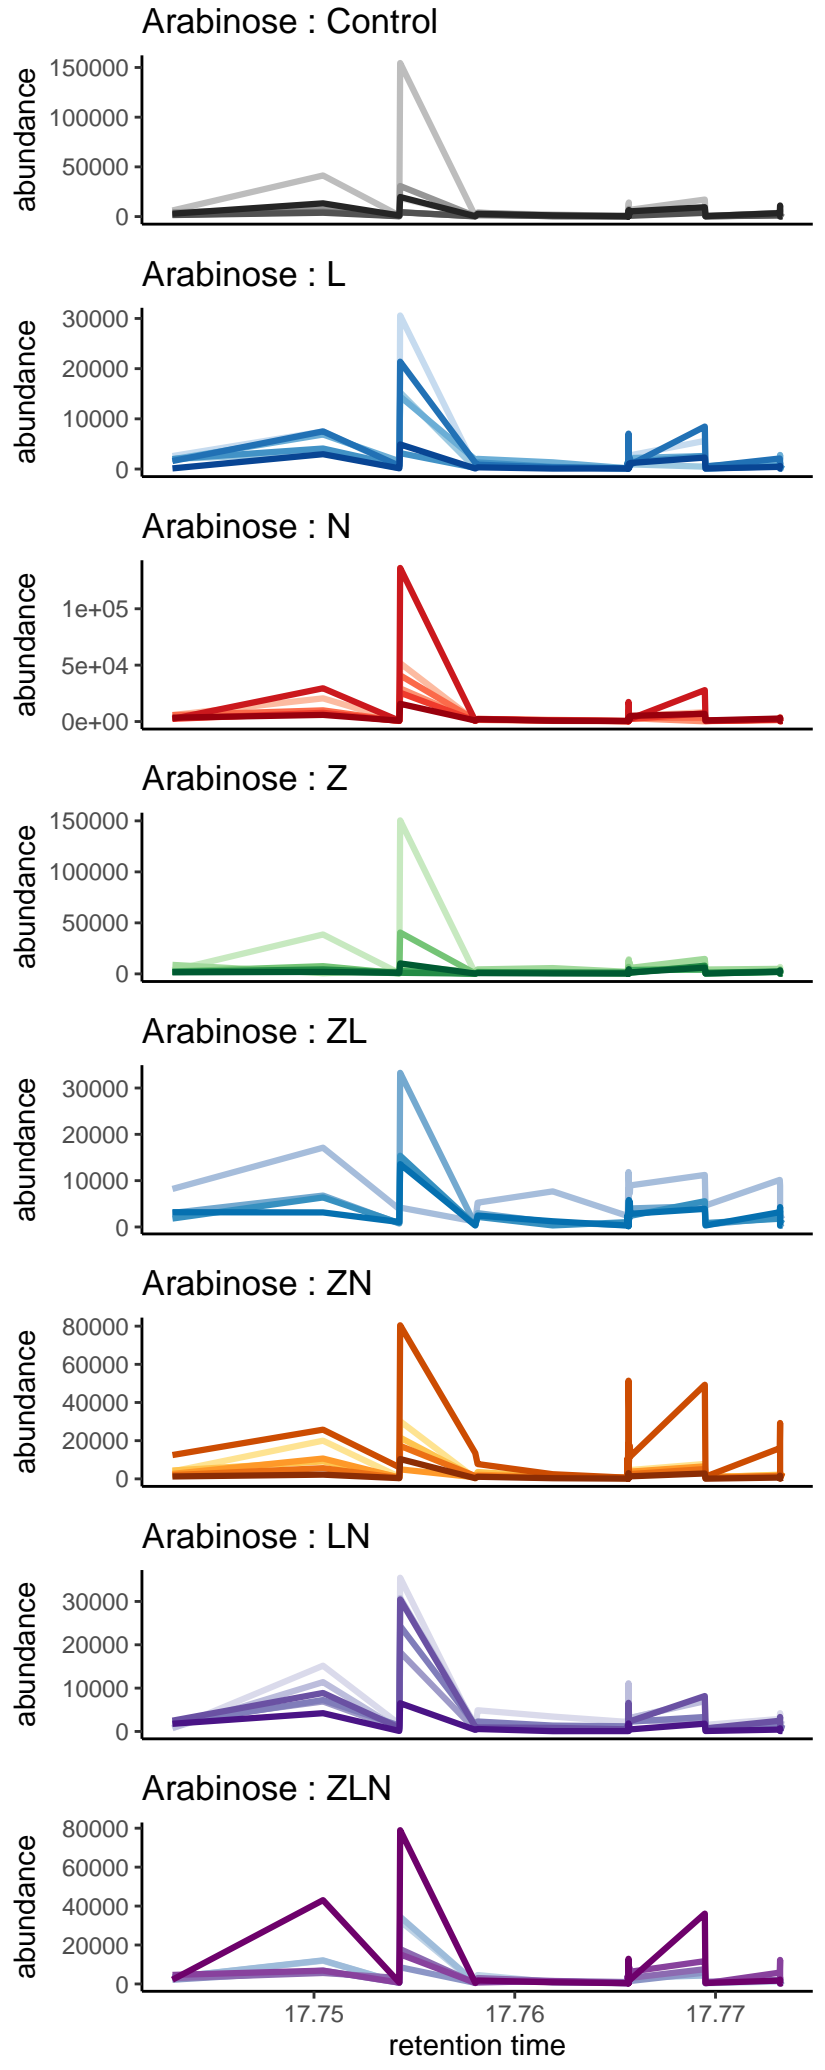 Arabinose : Control
abundance
150000
100000
50000
0
Arabinose : L
abundance
30000
20000
10000
0
Arabinose : N
abundance
1e+05
5e+04
0e+00
Arabinose : Z
abundance
150000
100000
50000
0
Arabinose : ZL
abundance
30000
20000
10000
0
Arabinose : ZN
abundance
80000
60000
40000
20000
0
Arabinose : LN
abundance
30000
20000
10000
0
Arabinose : ZLN
abundance
80000
60000
40000
20000
0
17.75 17.76 17.77
retention time